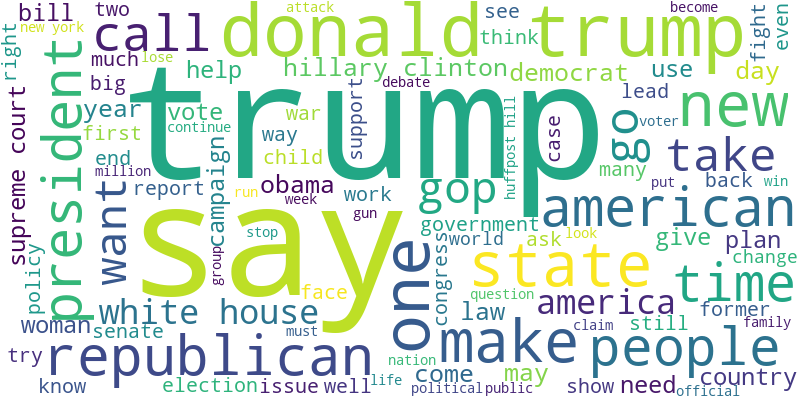 bill
two
call
donald trump
attack
see
become
right
new york
much
lose
big
think
fight
even
help
hillary clinton
democrat
use
day
president
trump
debate
lead
new
year
vote
war
support
case
voter
go
take
supreme court
first
continue
way
many
end
child
huffpost hill
put
back
win
million
want
report
campaign
obama
work
gop
american
run
week
gun
government
say
stop
group
one
congress
world
ask
look
give
plan
policy
state
time
change
face
question
america
former
white house
law
claim
still
family
woman
senate
must
make
people
try
republican
nation
come
may
need
country
know
election
issue
well
life
political
public
show
official